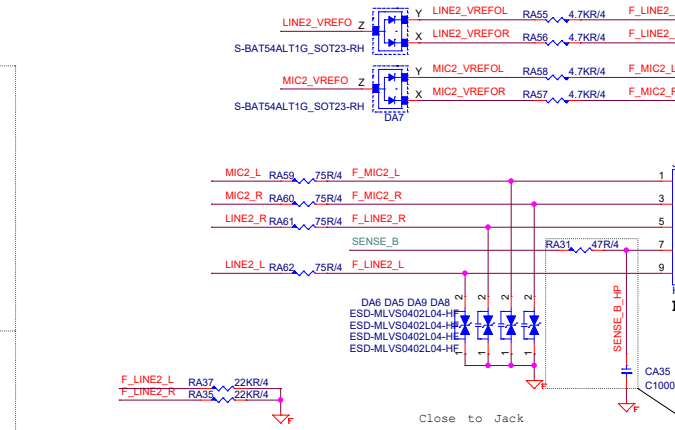 LINE2_VREFO Z Y LINE2_VREFOL RA55 4.7KR/4 F_LINE2_
X LINE2_VREFOR RA56 4.7KR/4 F_LINE2_
S-BAT54ALT1G_SOT23-RH
MIC2_VREFO Z Y MIC2_VREFOL RA58 4.7KR/4 F_MIC2_L
X MIC2_VREFOR RA57 4.7KR/4 F_MIC2_R
S-BAT54ALT1G_SOT23-RH
DA7
MIC2_L RA59 75R/4 F_MIC2_L 1
MIC2_R RA60 75R/4 F_MIC2_R 3
LINE2_R RA61 75R/4 F_LINE2_R 5
SENSE_B RA31 47R/4 7
LINE2_L RA62 75R/4 F_LINE2_L 9
DA6 DA5 DA9 DA8 2 2 2 2
ESD-MLVS0402L04-HF
ESD-MLVS0402L04-HF
ESD-MLVS0402L04-HF
ESD-MLVS0402L04-HF
1 1 1 1
SENSE_B_HP
CA35
C1000
F
F
F_LINE2_L RA37 22KR/4
F_LINE2_R RA35 22KR/4
F
Close to Jack